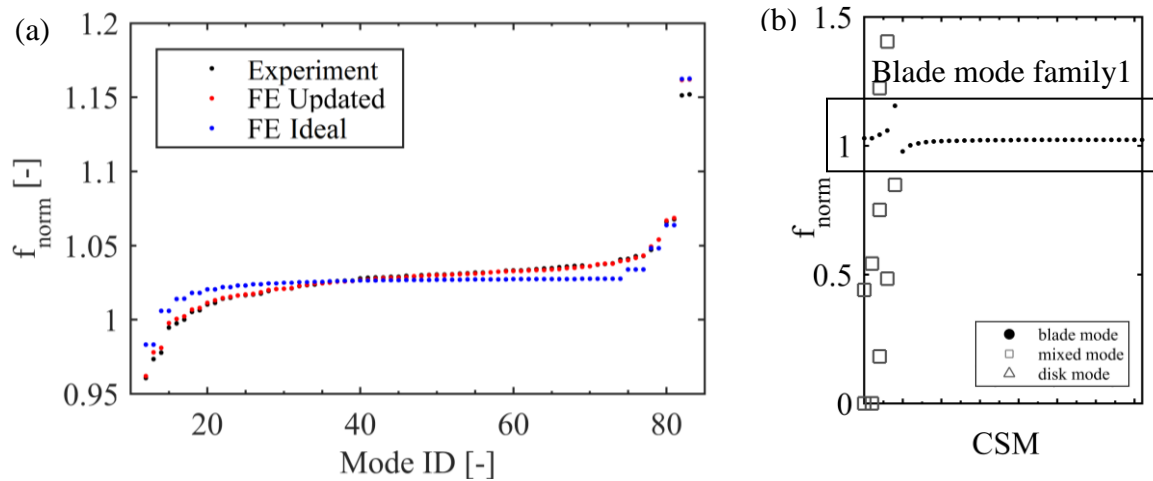 (a)
1.2
1.15
1.1
1.05
1
0.95
f_norm [-]
Experiment
FE Updated
FE Ideal
20
40
60
80
Mode ID [-]
(b)
1.5
1
0.5
0
f_norm
Blade mode family1
blade mode
mixed mode
disk mode
CSM